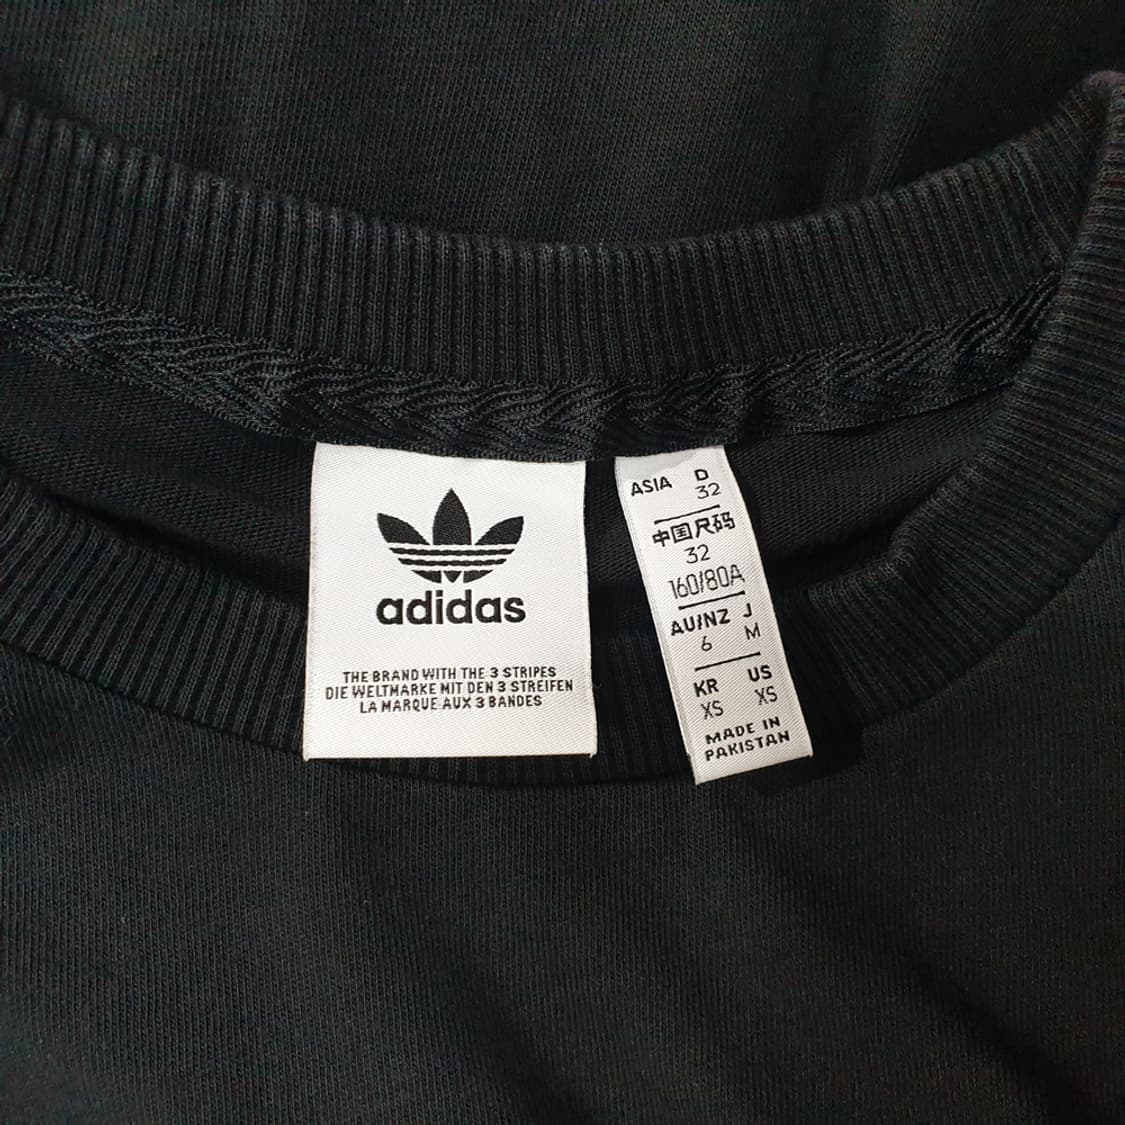 adidas
THE BRAND WITH THE 3 STRIPES
DIE WELTMARKE MIT DEN 3 STREIFEN
LA MARQUE AUX 3 BANDES
ASIA D
32
中国尺码
32
160/80A
AU/NZ J
6 M
KR US
XS XS
MADE IN
PAKISTAN